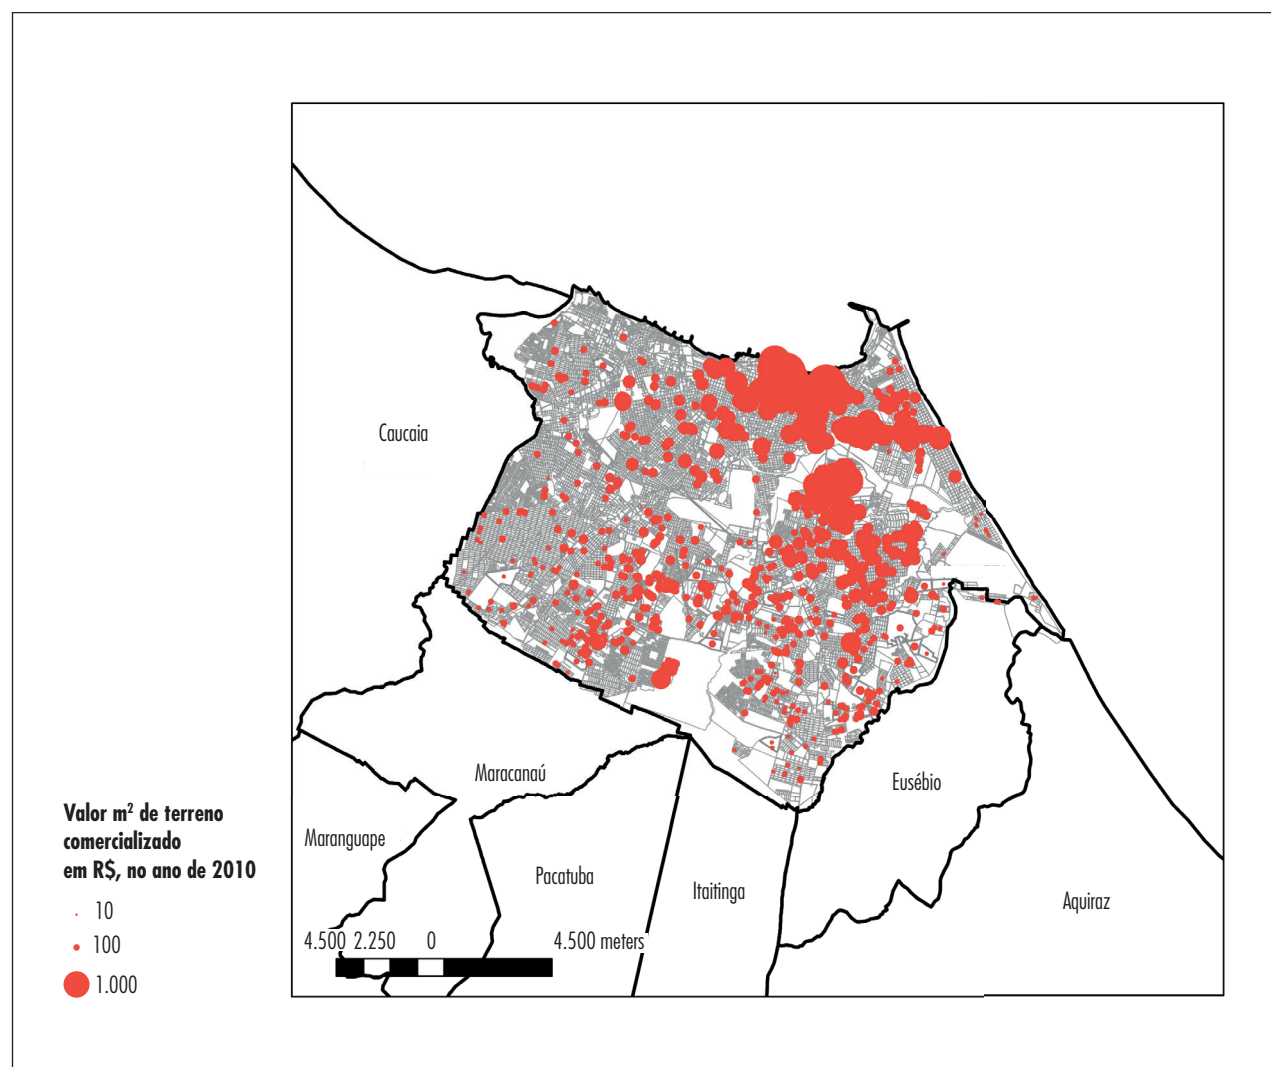 Caucaia
Maracanaú
Eusébio
Maranguape
Pacatuba
Itaitinga
Aquiraz
Valor m² de terreno
comercializado
em R$, no ano de 2010
10
100
1.000
4.500 2.250 0 4.500 meters